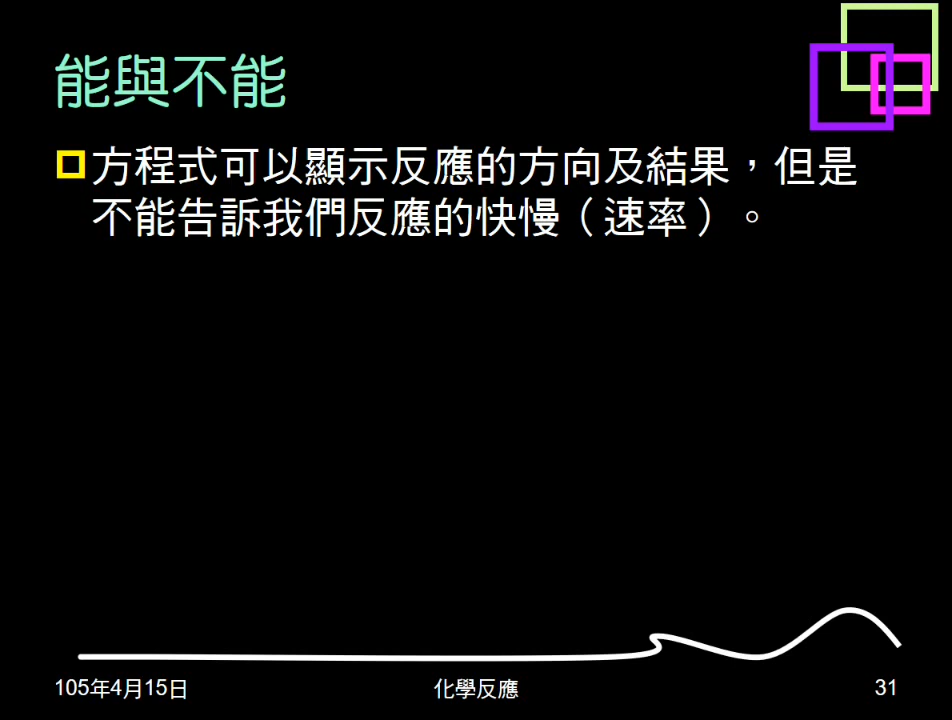 能與不能
方程式可以顯示反應的方向及結果，但是
不能告訴我們反應的快慢（速率）。
105年4月15日
化學反應
31